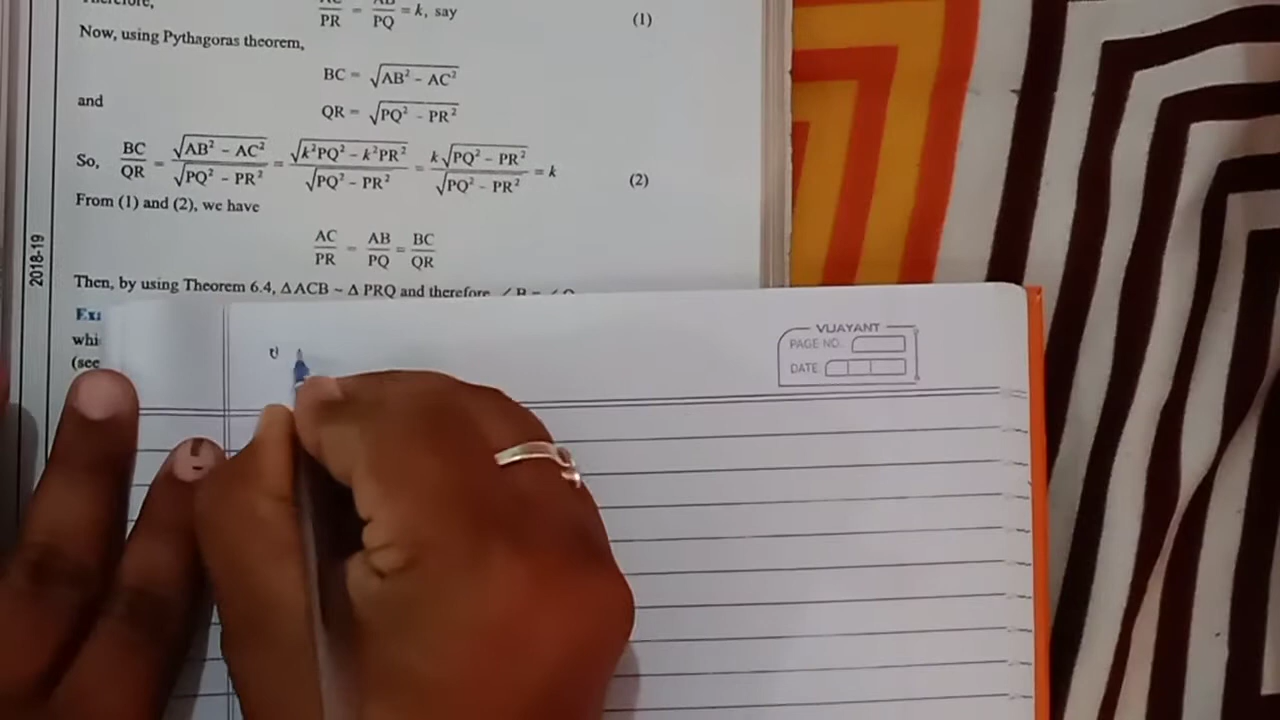 AC/PR = AB/PQ = k, say (1)
Now, using Pythagoras theorem,
BC = √(AB² – AC²)
and
QR = √(PQ² – PR²)
So, BC/QR = √(AB² – AC²)/√(PQ² – PR²) = √(k²PQ² – k²PR²)/√(PQ² – PR²) = k√(PQ² – PR²)/√(PQ² – PR²) = k (2)
From (1) and (2), we have
AC/PR = AB/PQ = BC/QR
Then, by using Theorem 6.4, Δ ACB ~ Δ PRQ and therefore,
(see
2018-19
VIJAYANT
PAGE NO.
DATE